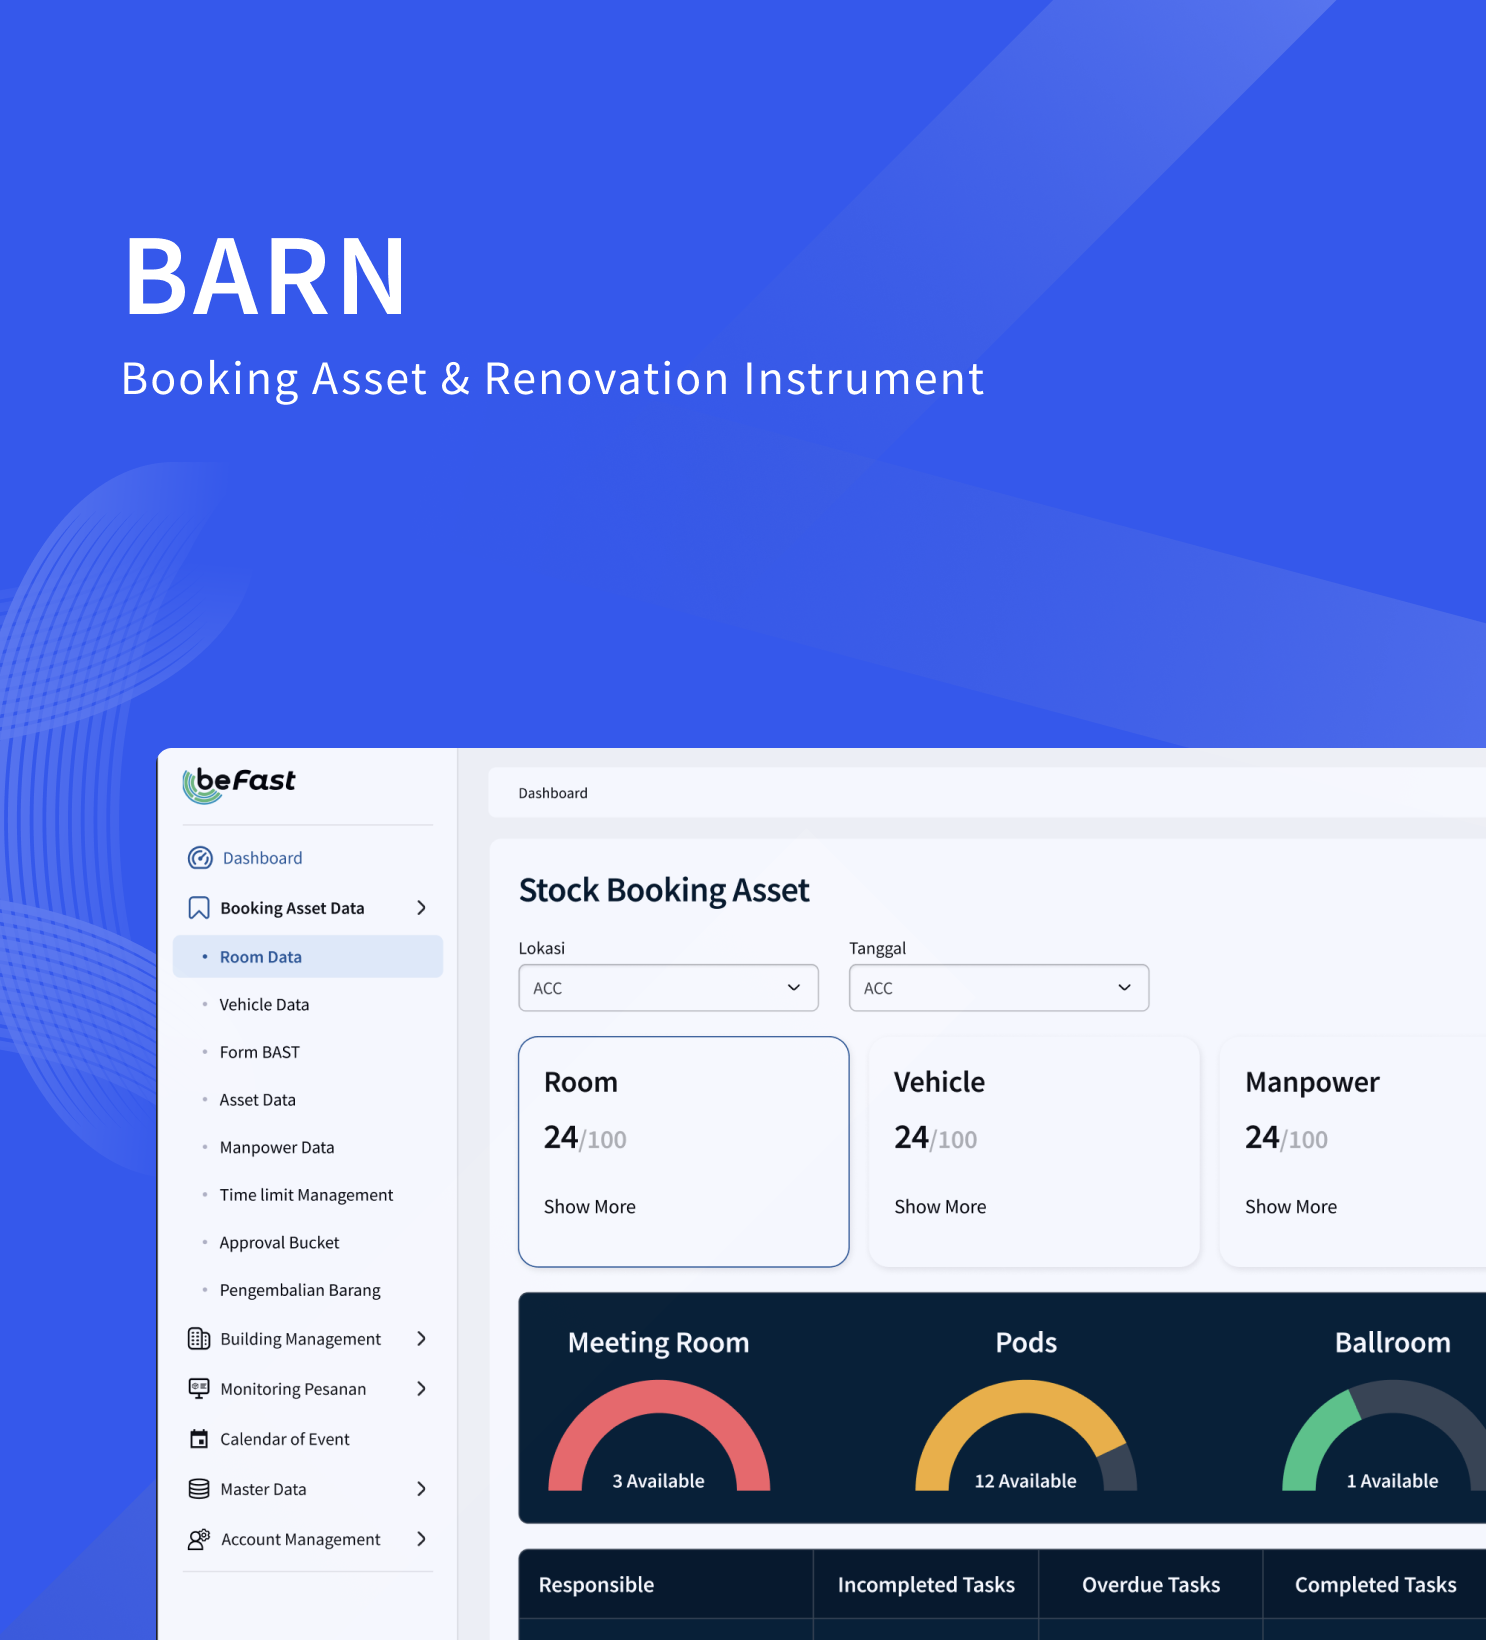 BARN
Booking Asset & Renovation Instrument
beFast
Dashboard
Booking Asset Data
Room Data
Vehicle Data
Form BAST
Asset Data
Manpower Data
Time limit Management
Approval Bucket
Pengembalian Barang
Building Management
Monitoring Pesanan
Calendar of Event
Master Data
Account Management
Dashboard
Stock Booking Asset
Lokasi Tanggal
ACC ACC
Room Vehicle Manpower
24/100 24/100 24/100
Show More Show More Show More
Meeting Room Pods Ballroom
3 Available 12 Available 1 Available
Responsible Incompleted Tasks Overdue Tasks Completed Tasks